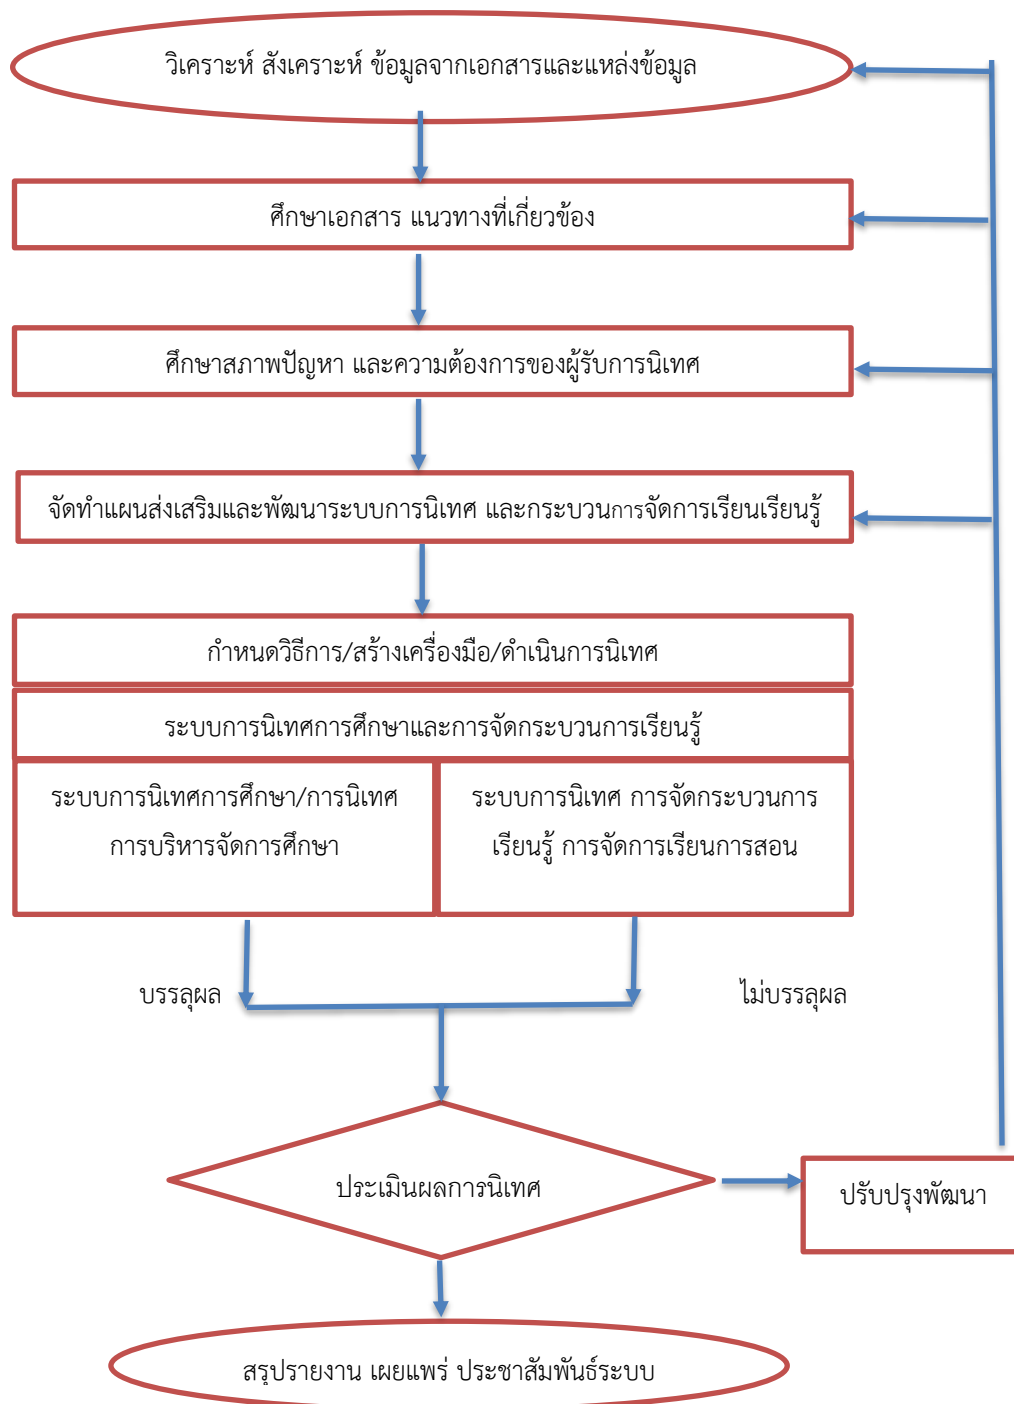 วิเคราะห์ สังเคราะห์ ข้อมูลจากเอกสารและแหล่งข้อมูล
ศึกษาเอกสาร แนวทางที่เกี่ยวข้อง
ศึกษาสภาพปัญหา และความต้องการของผู้รับการนิเทศ
จัดทำแผนส่งเสริมและพัฒนาระบบการนิเทศ และกระบวนการจัดการเรียนเรียนรู้
กำหนดวิธีการ/สร้างเครื่องมือ/ดำเนินการนิเทศ
ระบบการนิเทศการศึกษาและการจัดกระบวนการเรียนรู้
ระบบการนิเทศการศึกษา/การนิเทศ
การบริหารจัดการศึกษา
ระบบการนิเทศ การจัดกระบวนการ
เรียนรู้ การจัดการเรียนการสอน
บรรลุผล
ไม่บรรลุผล
ประเมินผลการนิเทศ
ปรับปรุงพัฒนา
สรุปรายงาน เผยแพร่ ประชาสัมพันธ์ระบบ